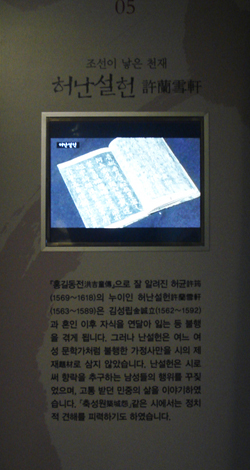 05
조선이 낳은 천재
허난설헌 許蘭雪軒
『홍길동전洪吉童傳』으로 잘 알려진 허균許筠
(1569~1618)의 누이인 허난설헌許蘭雪軒
(1563~1589)은 김성립金誠立(1562~1592)
과 혼인 이후 자식을 연달아 잃는 등 불행
을 겪게 됩니다. 그러나 난설헌은 여느 여
성 문학가처럼 불행한 가정사만을 시의 제
재題材로 삼지 않았습니다. 난설헌은 시로
써 향락을 추구하는 남성들의 행위를 꾸짖
었으며, 고통 받던 민중의 삶을 이야기하였
습니다. 「축성원築城怨」같은 시에서는 정치
적 견해를 피력하기도 하였습니다.